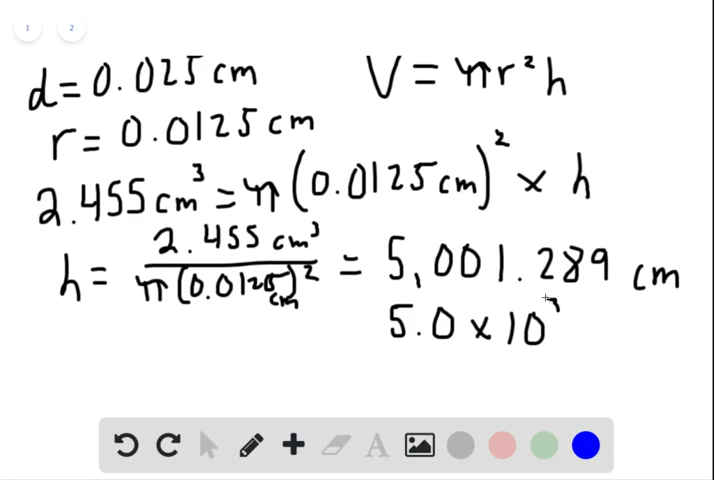 1 2
d = 0.025 cm V = πr²h
r = 0.0125 cm
2.455 cm³ = π(0.0125 cm)² × h
h = 2.455 cm³ / π(0.0125 cm)² = 5,001.289 cm
5.0 × 10³
A